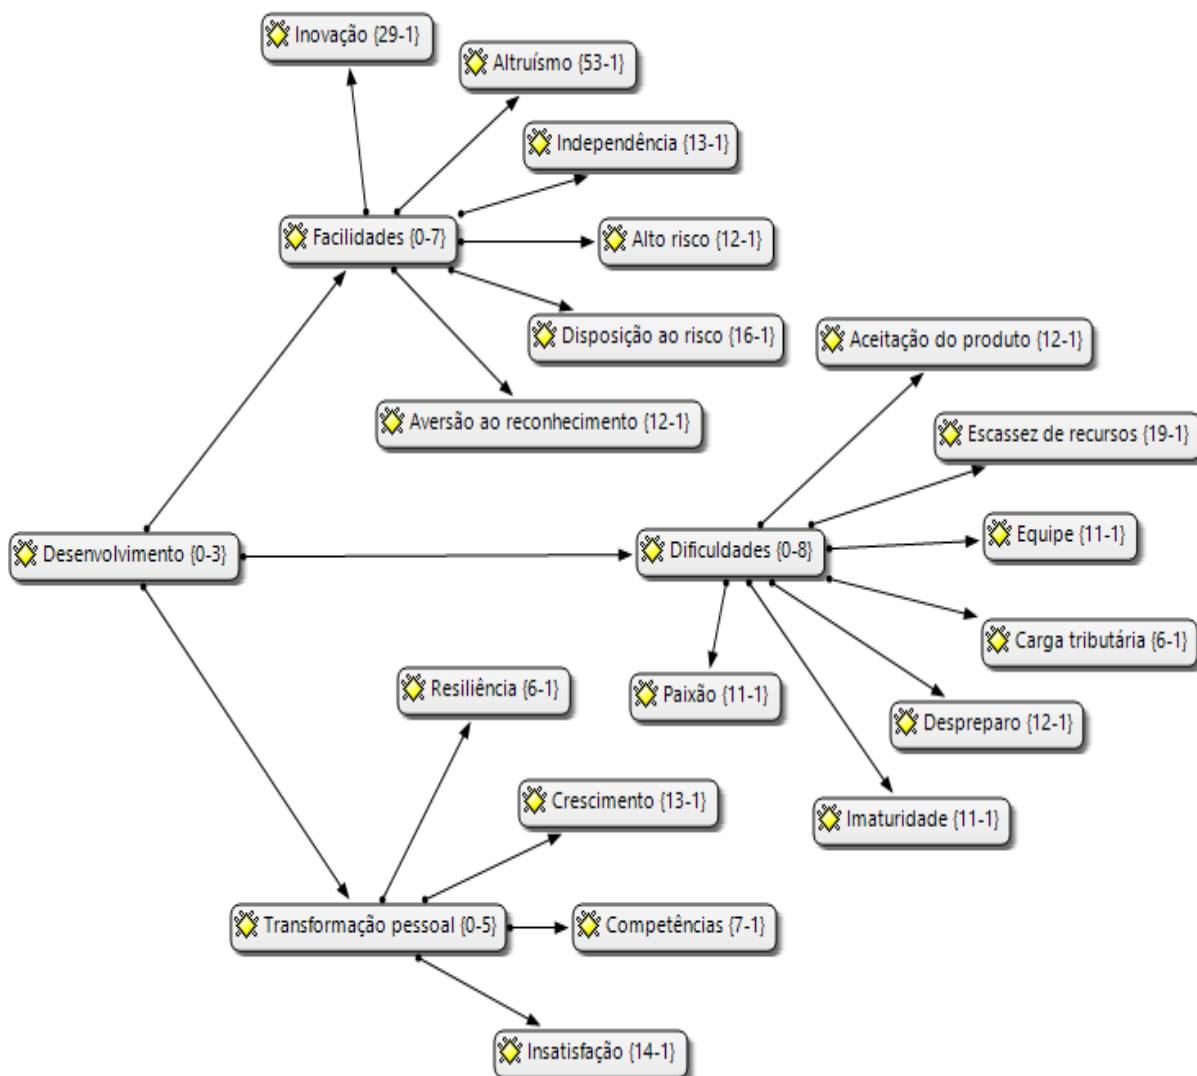 Inovação {29-1}
Altruísmo {53-1}
Independência {13-1}
Facilidades {0-7}
Alto risco {12-1}
Disposição ao risco {16-1}
Aceitação do produto {12-1}
Aversão ao reconhecimento {12-1}
Escassez de recursos {19-1}
Desenvolvimento {0-3}
Dificuldades {0-8}
Equipe {11-1}
Carga tributária {6-1}
Resiliência {6-1}
Paixão {11-1}
Despreparo {12-1}
Crescimento {13-1}
Imaturidade {11-1}
Transformação pessoal {0-5}
Competências {7-1}
Insatisfação {14-1}